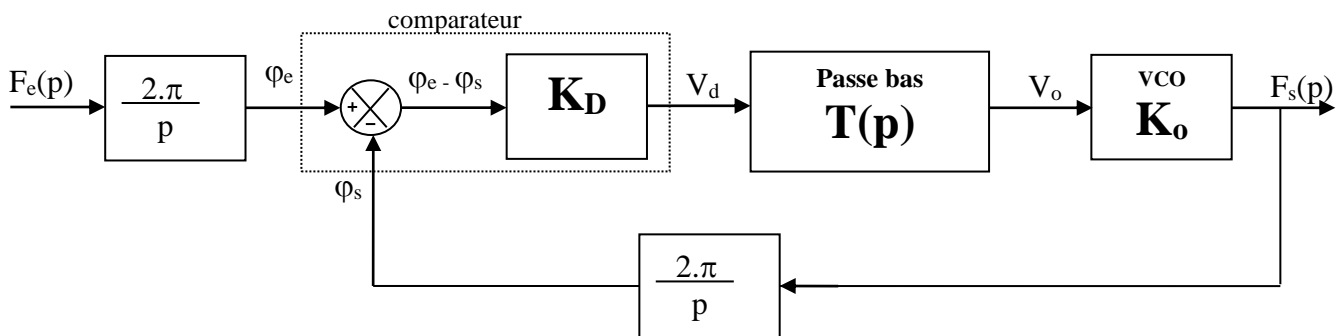 comparateur
Fe(p)
2.π
p
φe
+
−
φe - φs
KD
Vd
Passe bas
T(p)
Vo
VCO
Ko
Fs(p)
φs
2.π
p